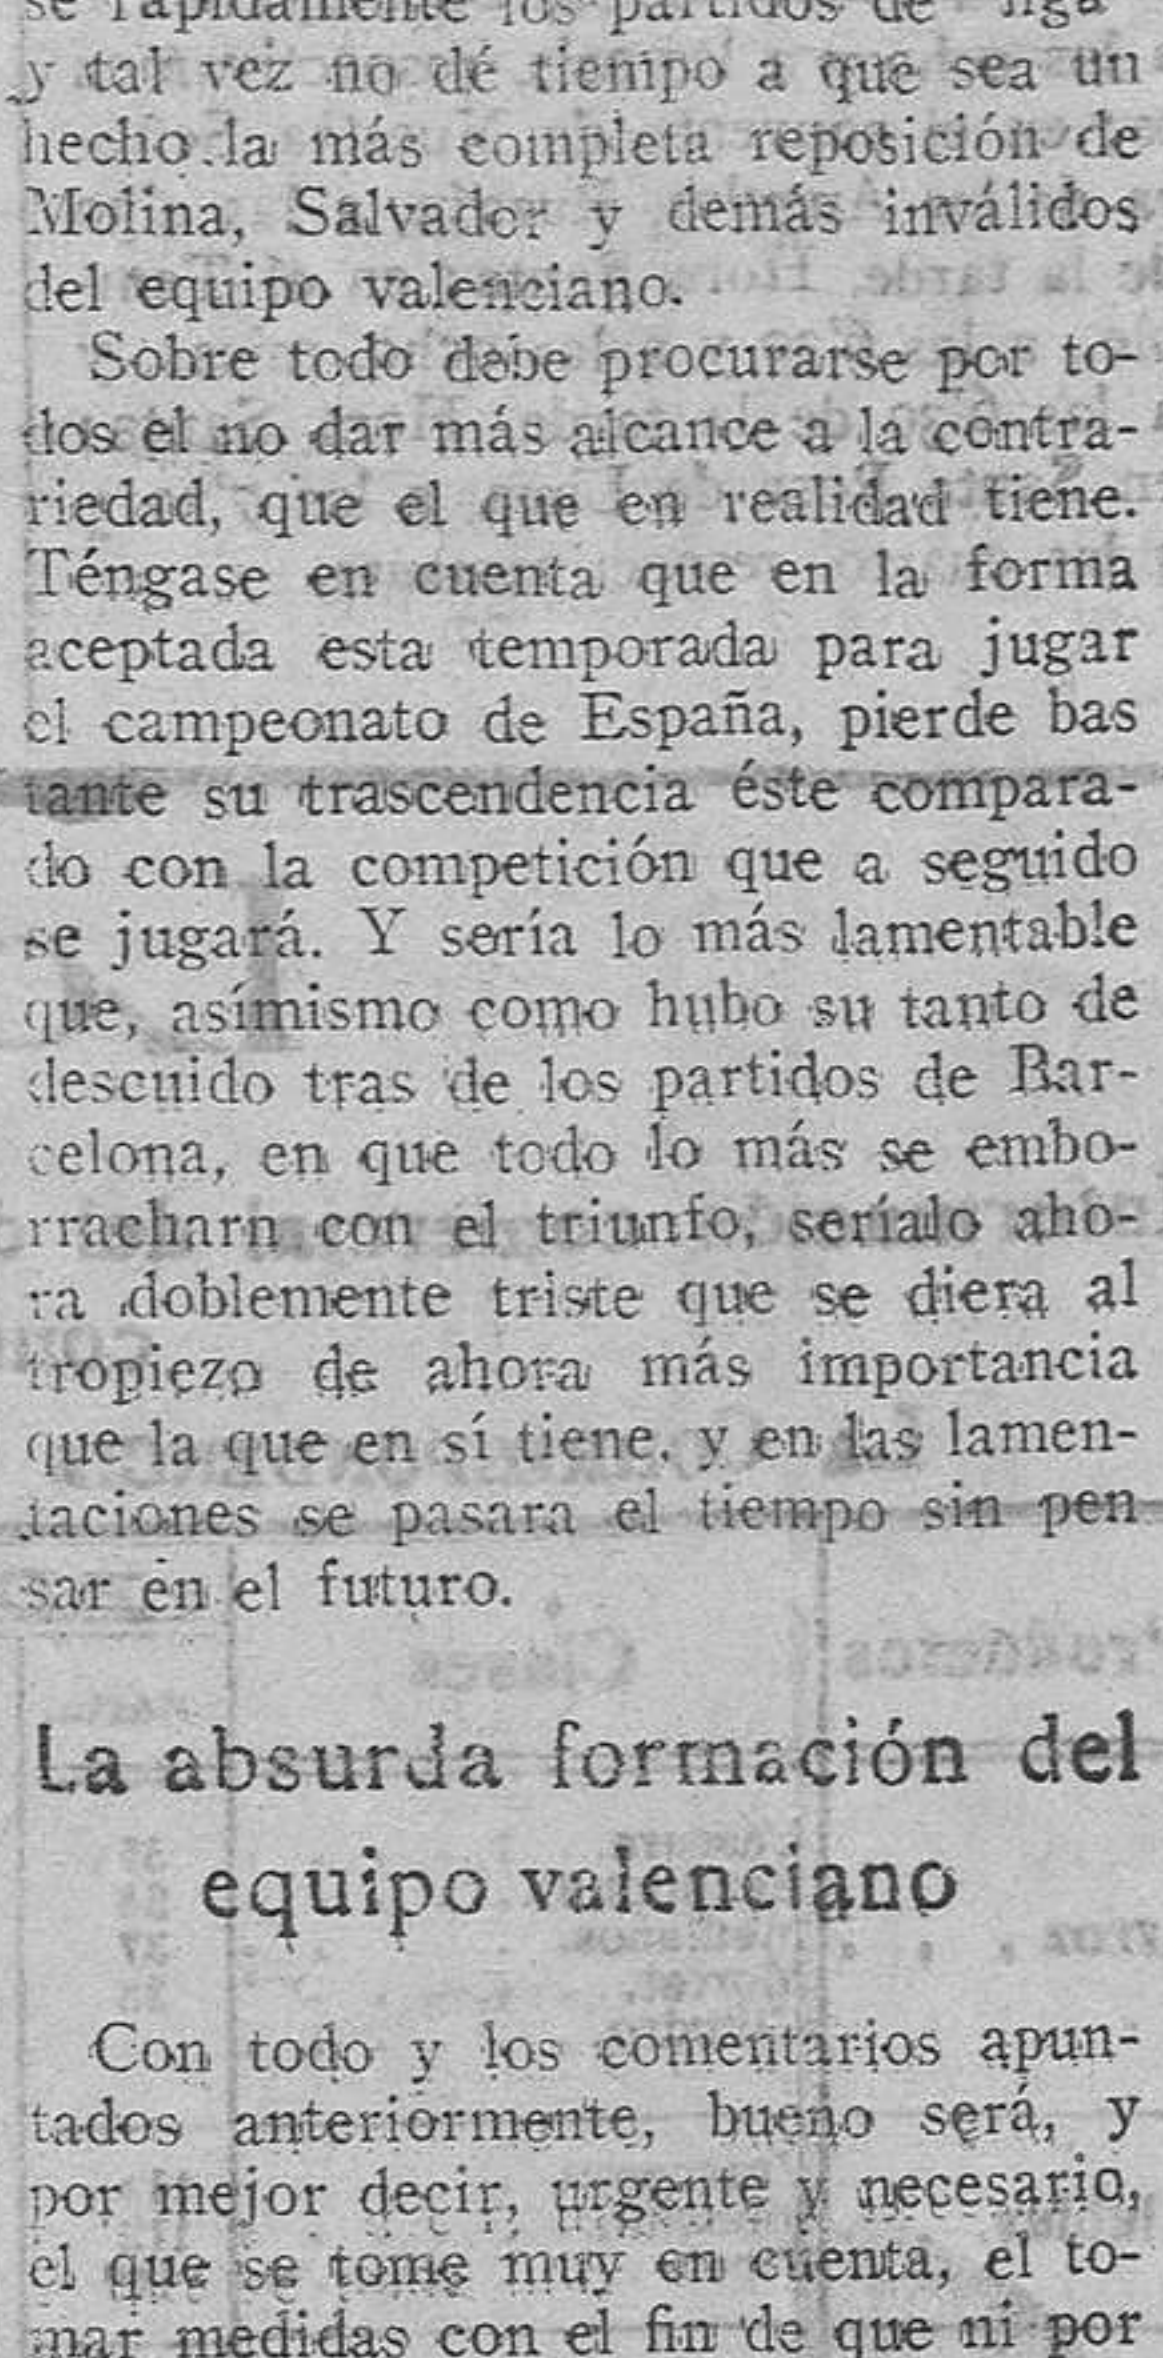 se rapidamente los partidos de "liga"
y tal vez no dé tiempo a que sea un
hecho la más completa reposición de
Molina, Salvador y demás inválidos
del equipo valenciano.
Sobre todo debe procurarse por to-
dos el no dar más alcance a la contra-
riedad, que el que en realidad tiene.
Téngase en cuenta que en la forma
aceptada esta temporada para jugar
el campeonato de España, pierde bas
tante su trascendencia éste compara-
do con la competición que a seguido
se jugará. Y sería lo más lamentable
que, asímismo como hubo su tanto de
descuido tras de los partidos de Bar-
celona, en que todo lo más se embo-
rracharn con el triunfo, seríalo aho-
ra doblemente triste que se diera al
tropiezo de ahora más importancia
que la que en sí tiene, y en las lamen-
taciones se pasara el tiempo sin pen
sar en el futuro.
La absurda formación del
equipo valenciano
Con todo y los comentarios apun-
tados anteriormente, bueno será, y
por mejor decir, urgente y necesario,
el que se tome muy en cuenta, el to-
mar medidas con el fin de que ni por